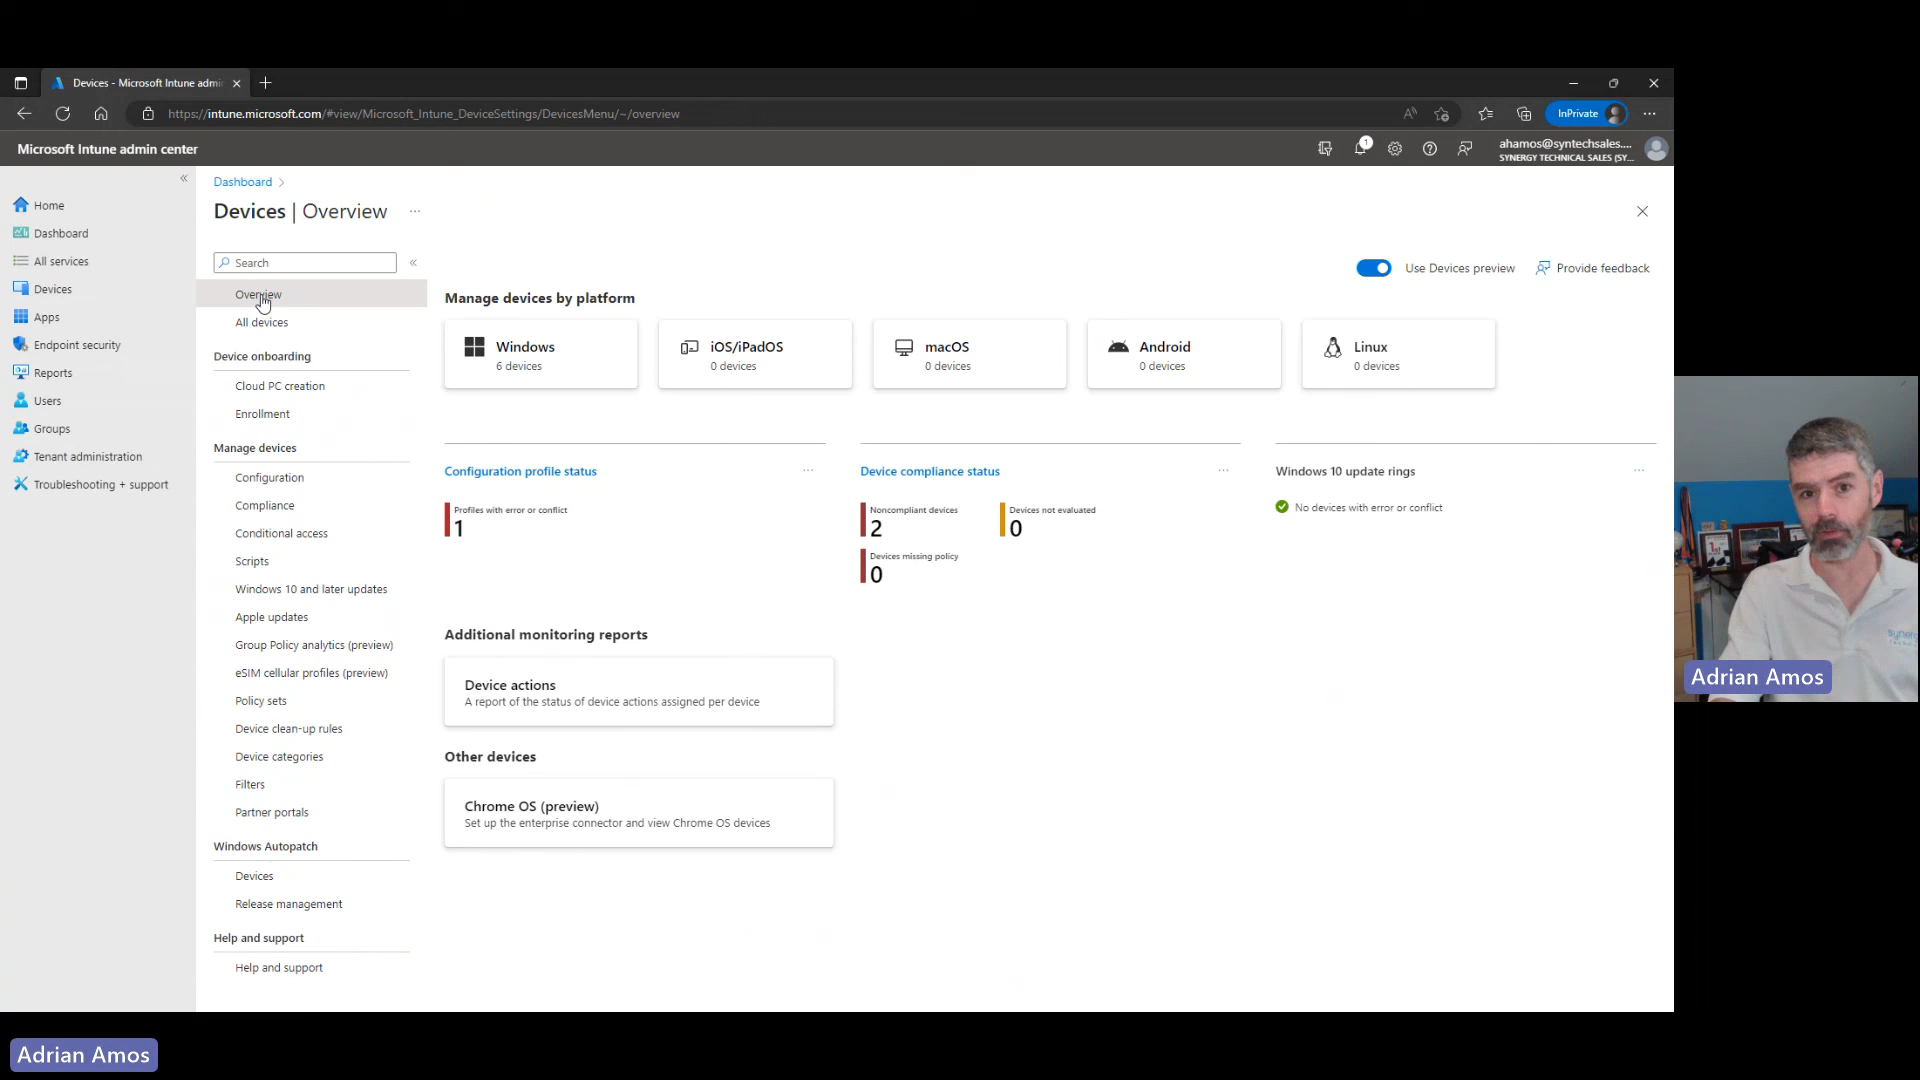 Devices - Microsoft Intune admi
https://intune.microsoft.com/#view/Microsoft_Intune_DeviceSettings/DevicesMenu/~/overview
InPrivate
Microsoft Intune admin center
1
ahamos@syntechsales....
SYNERGY TECHNICAL SALES (SY...
Home
Dashboard
All services
Devices
Apps
Endpoint security
Reports
Users
Groups
Tenant administration
Troubleshooting + support
Dashboard
Devices | Overview
Search
Overview
All devices
Device onboarding
Cloud PC creation
Enrollment
Manage devices
Configuration
Compliance
Conditional access
Scripts
Windows 10 and later updates
Apple updates
Group Policy analytics (preview)
eSIM cellular profiles (preview)
Policy sets
Device clean-up rules
Device categories
Filters
Partner portals
Windows Autopatch
Devices
Release management
Help and support
Help and support
Use Devices preview
Provide feedback
Manage devices by platform
Windows
6 devices
iOS/iPadOS
0 devices
macOS
0 devices
Android
0 devices
Linux
0 devices
Configuration profile status
Profiles with error or conflict
1
Device compliance status
Noncompliant devices
2
Devices not evaluated
0
Devices missing policy
0
Windows 10 update rings
No devices with error or conflict
Additional monitoring reports
Device actions
A report of the status of device actions assigned per device
Other devices
Chrome OS (preview)
Set up the enterprise connector and view Chrome OS devices
Adrian Amos
Adrian Amos